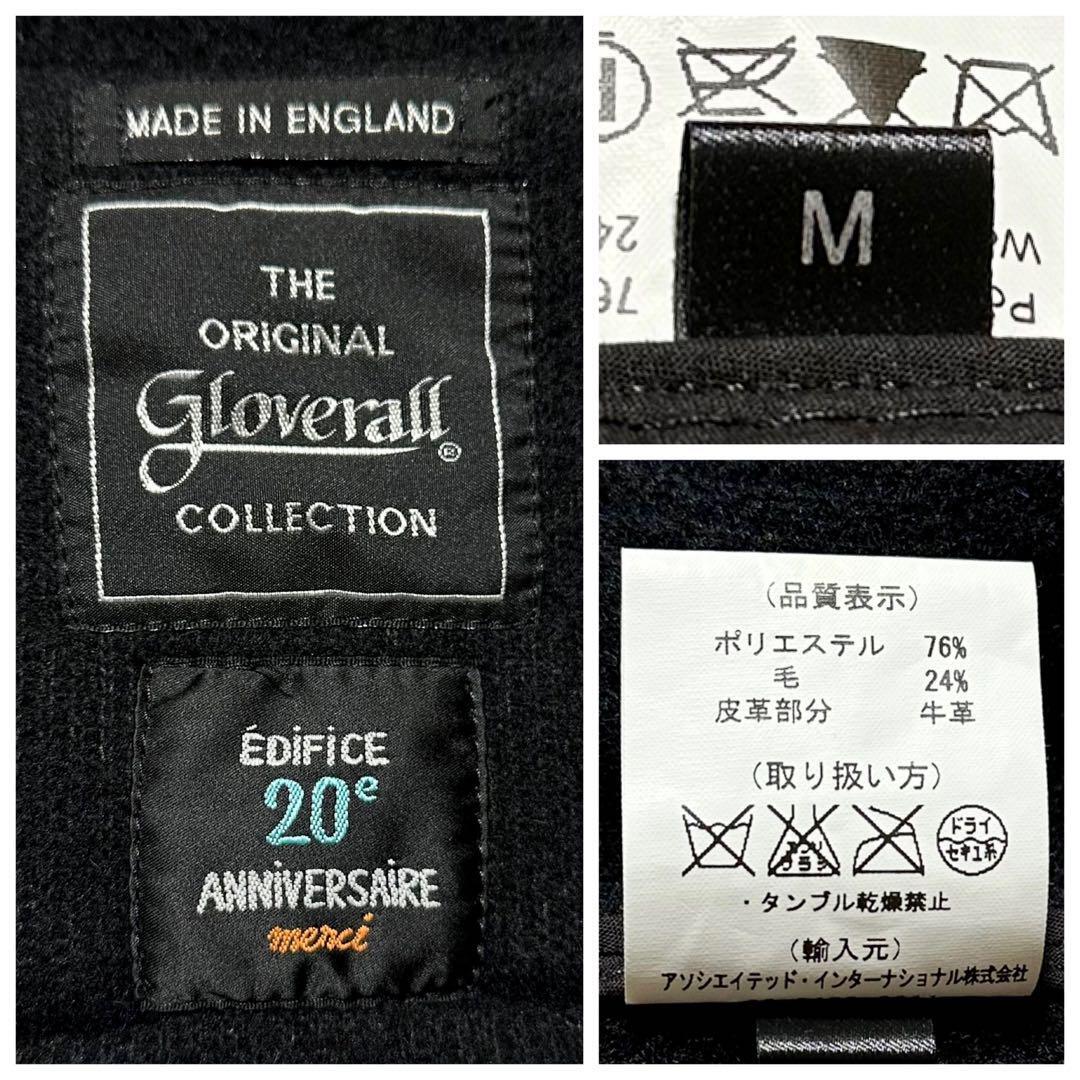 MADE IN ENGLAND
THE
ORIGINAL
Gloverall®
COLLECTION
ÉDiFiCE
20e
ANNiVERSAiRE
merci
M
24
76
(品質表示)
ポリエステル 76%
毛 24%
皮革部分 牛革
(取り扱い方)
ドライ
セキユ系
・タンブル乾燥禁止
(輸入元)
アソシエイテッド・インターナショナル株式会社